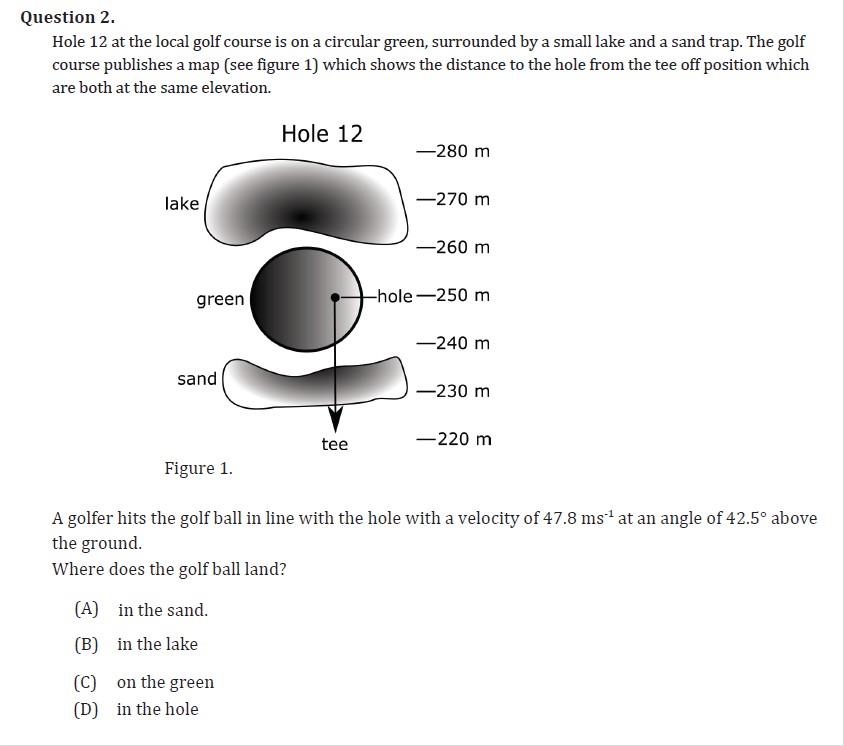 Question 2.
Hole 12 at the local golf course is on a circular green, surrounded by a small lake and a sand trap. The golf
course publishes a map (see figure 1) which shows the distance to the hole from the tee off position which
are both at the same elevation.
Hole 12
280 m
lake
270 m
260 m
green
hole
250 m
240 m
sand
230 m
tee
220 m
Figure 1.
A golfer hits the golf ball in line with the hole with a velocity of 47.8 ms⁻¹ at an angle of 42.5° above
the ground.
Where does the golf ball land?
(A) in the sand.
(B) in the lake
(C) on the green
(D) in the hole